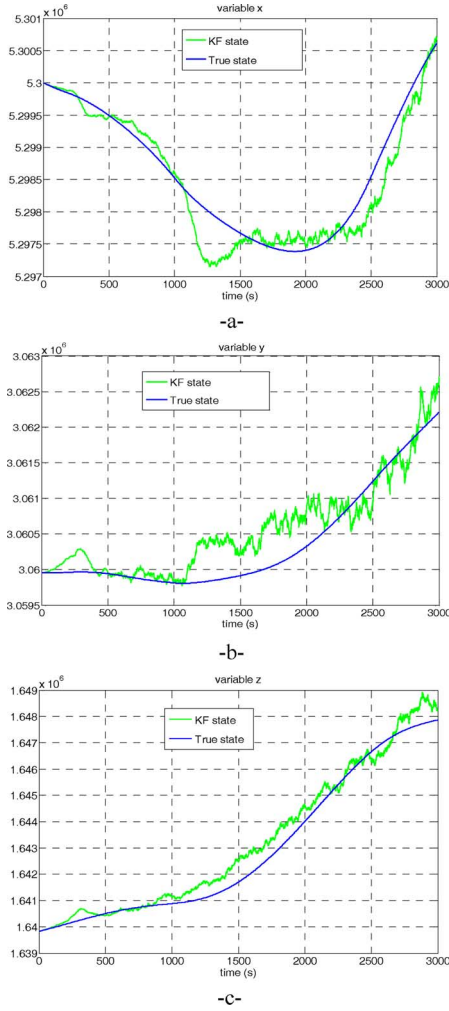 x 10^6
variable x
5.301
KF state
True state
5.3005
5.3
5.2995
5.299
5.2985
5.298
5.2975
5.297
0 500 1000 1500 2000 2500 3000
time (s)
-a-
x 10^6
variable y
3.063
KF state
True state
3.0625
3.062
3.0615
3.061
3.0605
3.06
3.0595
0 500 1000 1500 2000 2500 3000
time (s)
-b-
x 10^6
variable z
1.649
1.648
KF state
True state
1.647
1.646
1.645
1.644
1.643
1.642
1.641
1.64
1.639
0 500 1000 1500 2000 2500 3000
time (s)
-c-